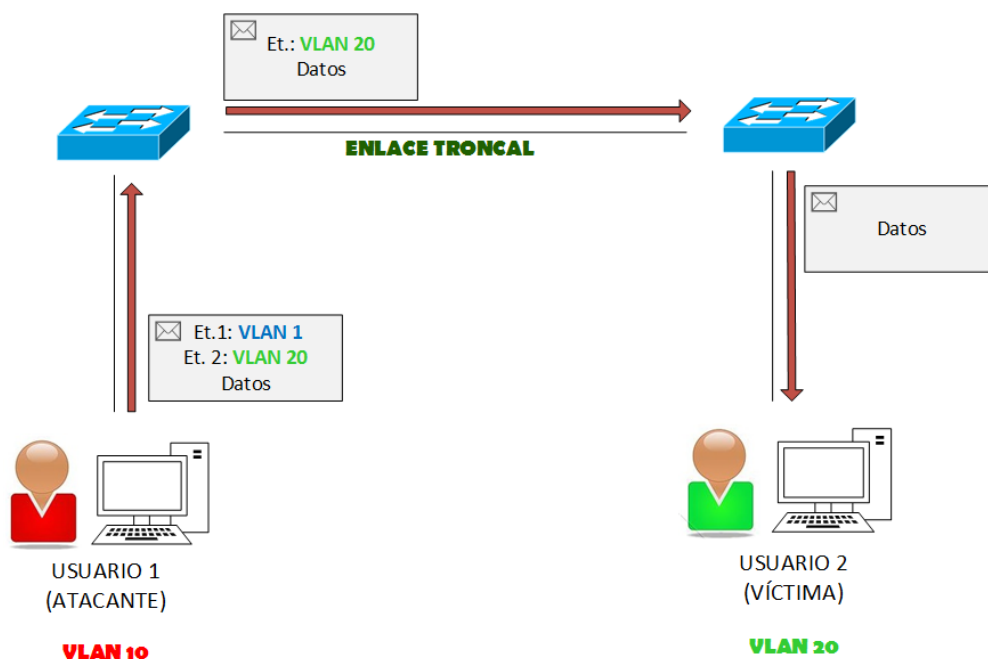 Et.: VLAN 20
Datos
ENLACE TRONCAL
Datos
Et.1: VLAN 1
Et. 2: VLAN 20
Datos
USUARIO 1
(ATACANTE)
VLAN 10
USUARIO 2
(VÍCTIMA)
VLAN 20